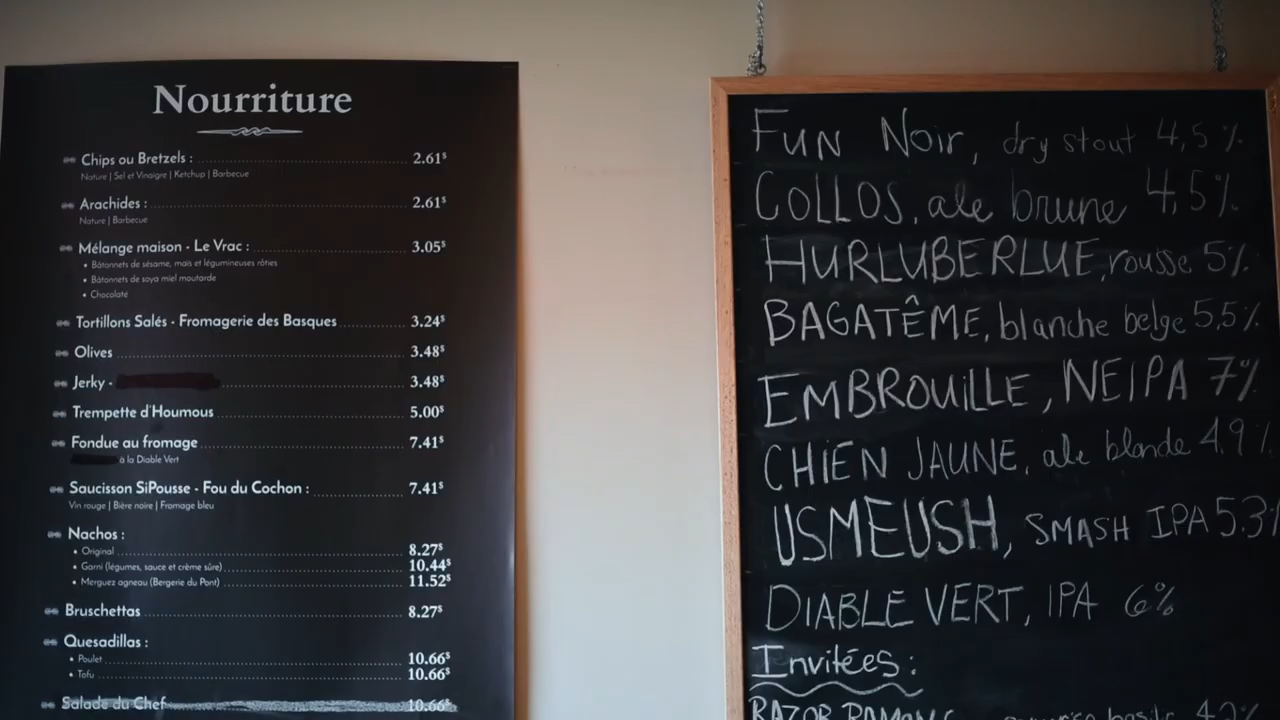 Nourriture
Chips ou Bretzels : 2.61$
Nature | Sel et Vinaigre | Ketchup | Barbecue
Arachides : 2.61$
Nature | Barbecue
Mélange maison - Le Vrac : 3.05$
• Bâtonnets de sésame, maïs et légumineuses rôties
• Bâtonnets de soya miel moutarde
• Chocolaté
Tortillons Salés - Fromagerie des Basques 3.24$
Olives 3.48$
Jerky - 3.48$
Trempette d'Houmous 5.00$
Fondue au fromage 7.41$
à la Diable Vert
Saucisson SiPousse - Fou du Cochon : 7.41$
Vin rouge | Bière noire | Fromage bleu
Nachos :
• Original 8.27$
• Garni (légumes, sauce et crème sûre) 10.44$
• Merguez agneau (Bergerie du Pont) 11.52$
Bruschettas 8.27$
Quesadillas :
• Poulet 10.66$
• Tofu 10.66$
Salade du Chef 10.66$
FUN NOIR, dry stout 4,5%
COLLOS, ale brune 4,5%
HURLUBERLUE, rousse 5%
BAGATÊME, blanche belge 5,5%
EMBROUILLE, NEIPA 7%
CHIEN JAUNE, ale blonde 4.9%
USMEUSH, SMASH IPA 5.3%
DIABLE VERT, IPA 6%
Invitées :
RAZOR